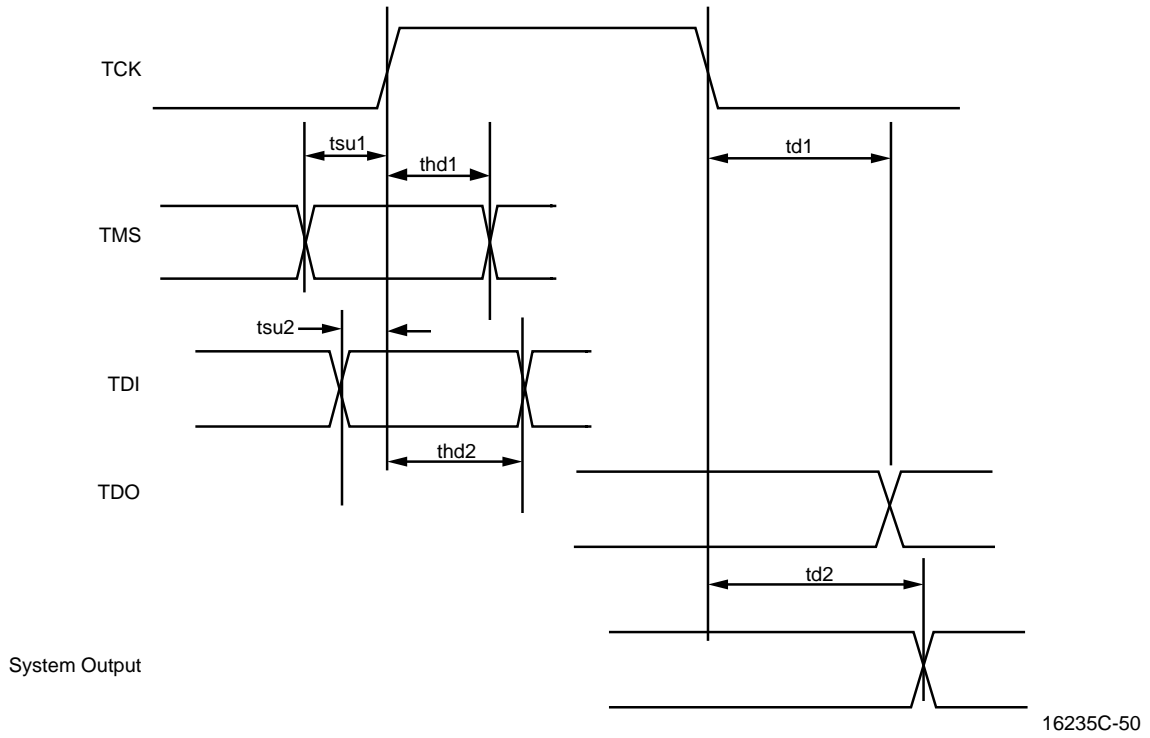 TCK
tsu1
thd1
td1
TMS
tsu2
TDI
thd2
TDO
td2
System Output
16235C-50